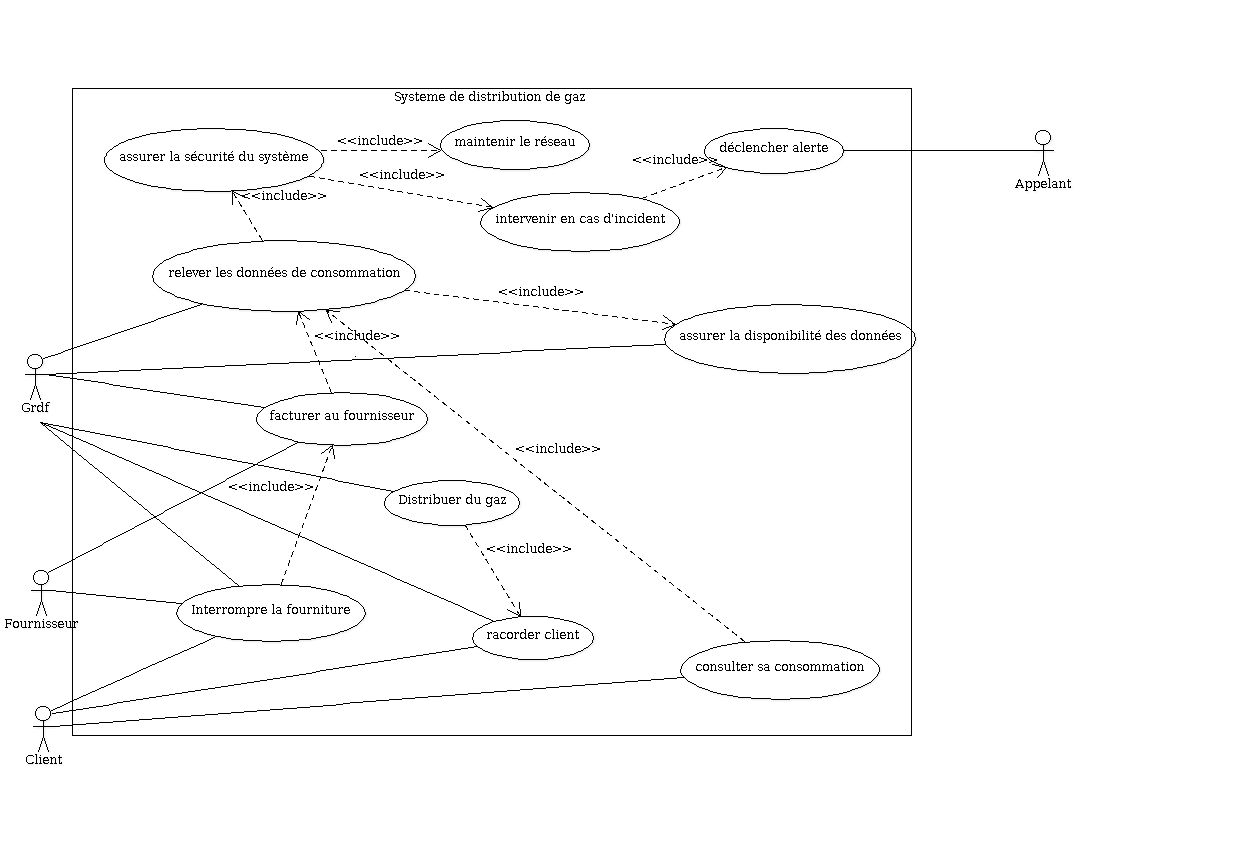 Systeme de distribution de gaz
<<include>>
maintenir le réseau
déclencher alerte
assurer la sécurité du système
<<include>>
<<include>>
Appelant
<<include>>
intervenir en cas d'incident
relever les données de consommation
<<include>>
<<include>>
assurer la disponibilité des données
Grdf
facturer au fournisseur
<<include>>
<<include>>
Distribuer du gaz
<<include>>
Interrompre la fourniture
Fournisseur
racorder client
consulter sa consommation
Client